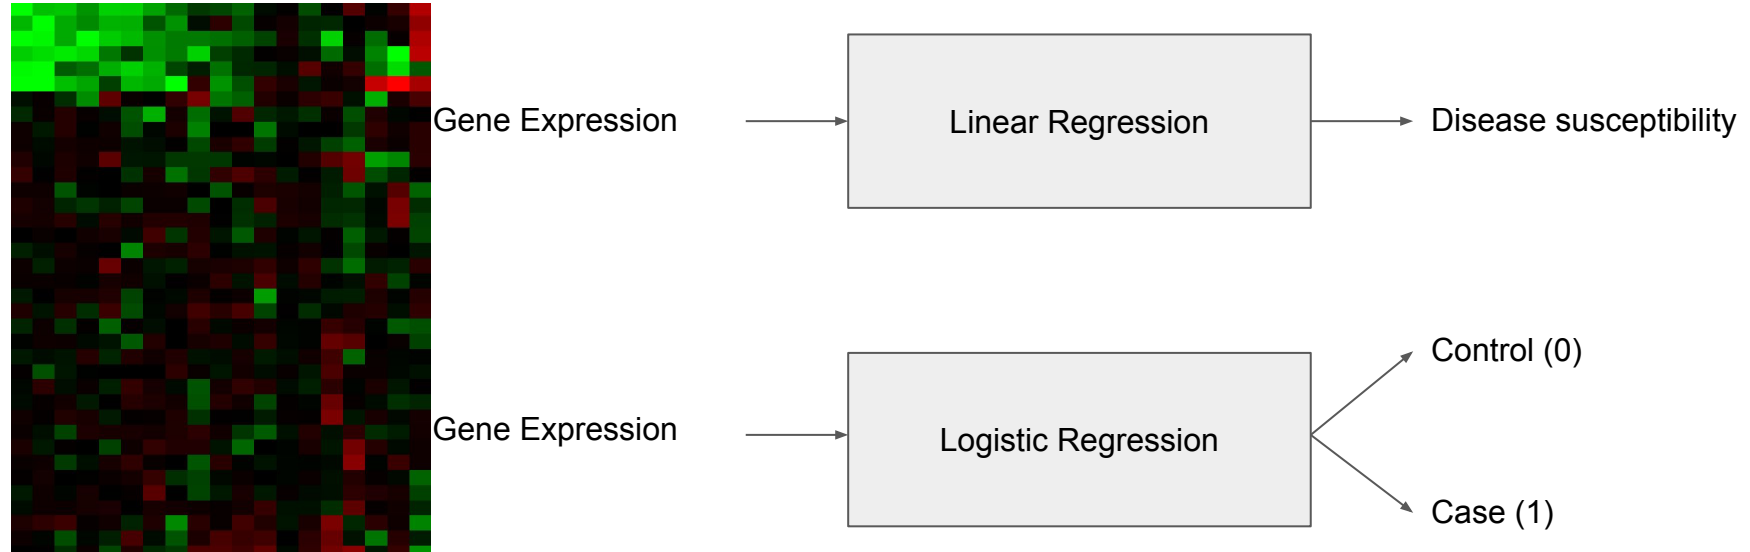 Gene Expression
Linear Regression
Disease susceptibility
Control (0)
Gene Expression
Logistic Regression
Case (1)